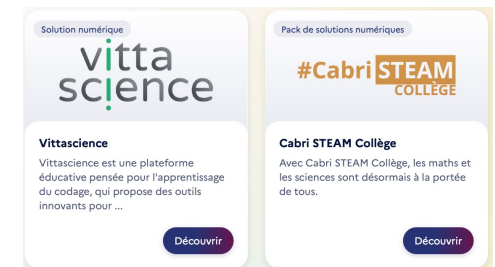 Solution numérique
vitta
science
Vittascience
Vittascience est une plateforme
éducative pensée pour l'apprentissage
du codage, qui propose des outils
innovants pour ...
Découvrir
Pack de solutions numériques
#Cabri STEAM
COLLÈGE
Cabri STEAM Collège
Avec Cabri STEAM Collège, les maths et
les sciences sont désormais à la portée
de tous.
Découvrir